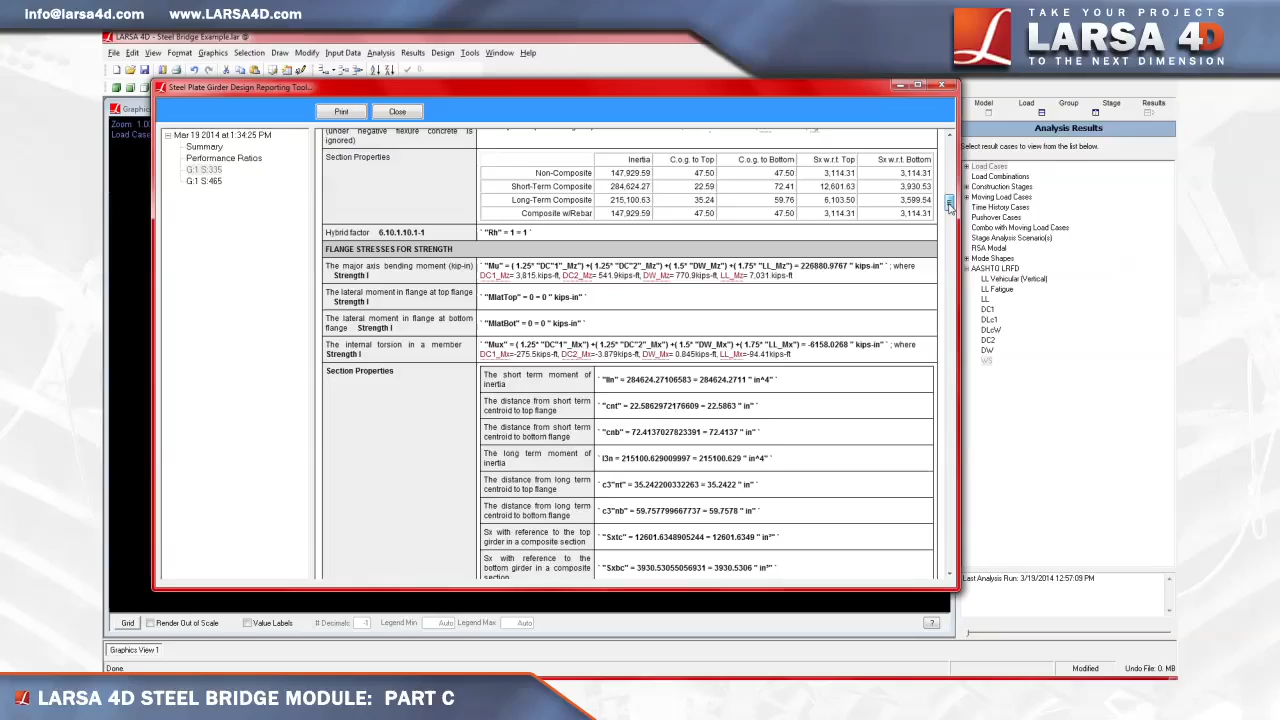 info@larsa4d.com www.LARSA4D.com
TAKE YOUR PROJECTS
LARSA 4D
TO THE NEXT DIMENSION
LARSA 4D - Steel Bridge Example.lar @
File Edit View Format Graphics Selection Draw Modify Input Data Analysis Results Design Tools Window Help
Steel Plate Girder Design Reporting Tool...
Print Close
Graphic
Zoom 1.00
Load Case
Mar 19 2014 at 1:34:25 PM
Summary
Performance Ratios
G:1 S:335
G:1 S:465
(under negative flexure concrete is
ignored)
Section Properties
Inertia C.o.g. to Top C.o.g. to Bottom Sx w.r.t. Top Sx w.r.t. Bottom
Non-Composite 147,929.59 47.50 47.50 3,114.31 3,114.31
Short-Term Composite 284,624.27 22.59 72.41 12,601.63 3,930.53
Long-Term Composite 215,100.63 35.24 59.76 6,103.50 3,599.54
Composite w/Rebar 147,929.59 47.50 47.50 3,114.31 3,114.31
Hybrid factor 6.10.1.10.1-1 ` "Rh" = 1 = 1 `
FLANGE STRESSES FOR STRENGTH
The major axis bending moment (kip-in) ` "Mu" = ( 1.25* "DC"1"_Mz") +( 1.25* "DC"2"_Mz") +( 1.5* "DW_Mz") +( 1.75* "LL_Mz") = 226880.9767 " kips-in" ` ; where
Strength I DC1_Mz= 3,815 kips-ft, DC2_Mz= 541.9kips-ft, DW_Mz= 770.9kips-ft, LL_Mz= 7,031 kips-ft
The lateral moment in flange at top flange
Strength I ` "MlatTop" = 0 = 0 " kips-in" `
The lateral moment in flange at bottom
flange Strength I ` "MlatBot" = 0 = 0 " kips-in" `
The internal torsion in a member ` "Mux" = ( 1.25* "DC"1"_Mx") +( 1.25* "DC"2"_Mx") +( 1.5* "DW_Mx") +( 1.75* "LL_Mx") = -6158.0268 " kips-in" ` ; where
Strength I DC1_Mx=-275.5kips-ft, DC2_Mx=-3.879kips-ft, DW_Mx= 0.845kips-ft, LL_Mx=-94.41kips-ft
Section Properties
The short term moment of
inertia ` "I1n" = 284624.27106583 = 284624.2711 " in^4" `
The distance from short term
centroid to top flange ` "cnt" = 22.5862972176609 = 22.5863 " in" `
The distance from short term
centroid to bottom flange ` "cnb" = 72.4137027823391 = 72.4137 " in" `
The long term moment of
inertia ` "I3n = 215100.629009997 = 215100.629 " in^4" `
The distance from long term
centroid to top flange ` c3"nt" = 35.242200332263 = 35.2422 " in" `
The distance from long term
centroid to bottom flange ` c3"nb" = 59.757799667737 = 59.7578 " in" `
Sx with reference to the top
girder in a composite section ` "Sxtc" = 12601.6348905244 = 12601.6349 " in³" `
Sx with reference to the
bottom girder in a composite
section ` "Sxbc" = 3930.53055056931 = 3930.5306 " in³" `
Model Load Group Stage Results
Analysis Results
Select result cases to view from the list below.
Load Cases
Load Combinations
Construction Stages
Moving Load Cases
Time History Cases
Pushover Cases
Combo with Moving Load Cases
Stage Analysis Scenario(s)
RSA Modal
Mode Shapes
AASHTO LRFD
LL Vehicular (Vertical)
LL Fatigue
LL
DC1
DLc1
DLcW
DC2
DW
WS
Last Analysis Run: 3/19/2014 12:57:09 PM
Grid Render Out of Scale Value Labels # Decimals -1 Legend Min Auto Legend Max Auto ?
Graphics View 1
Done. Modified Undo File: 0. MB
LARSA 4D STEEL BRIDGE MODULE: PART C